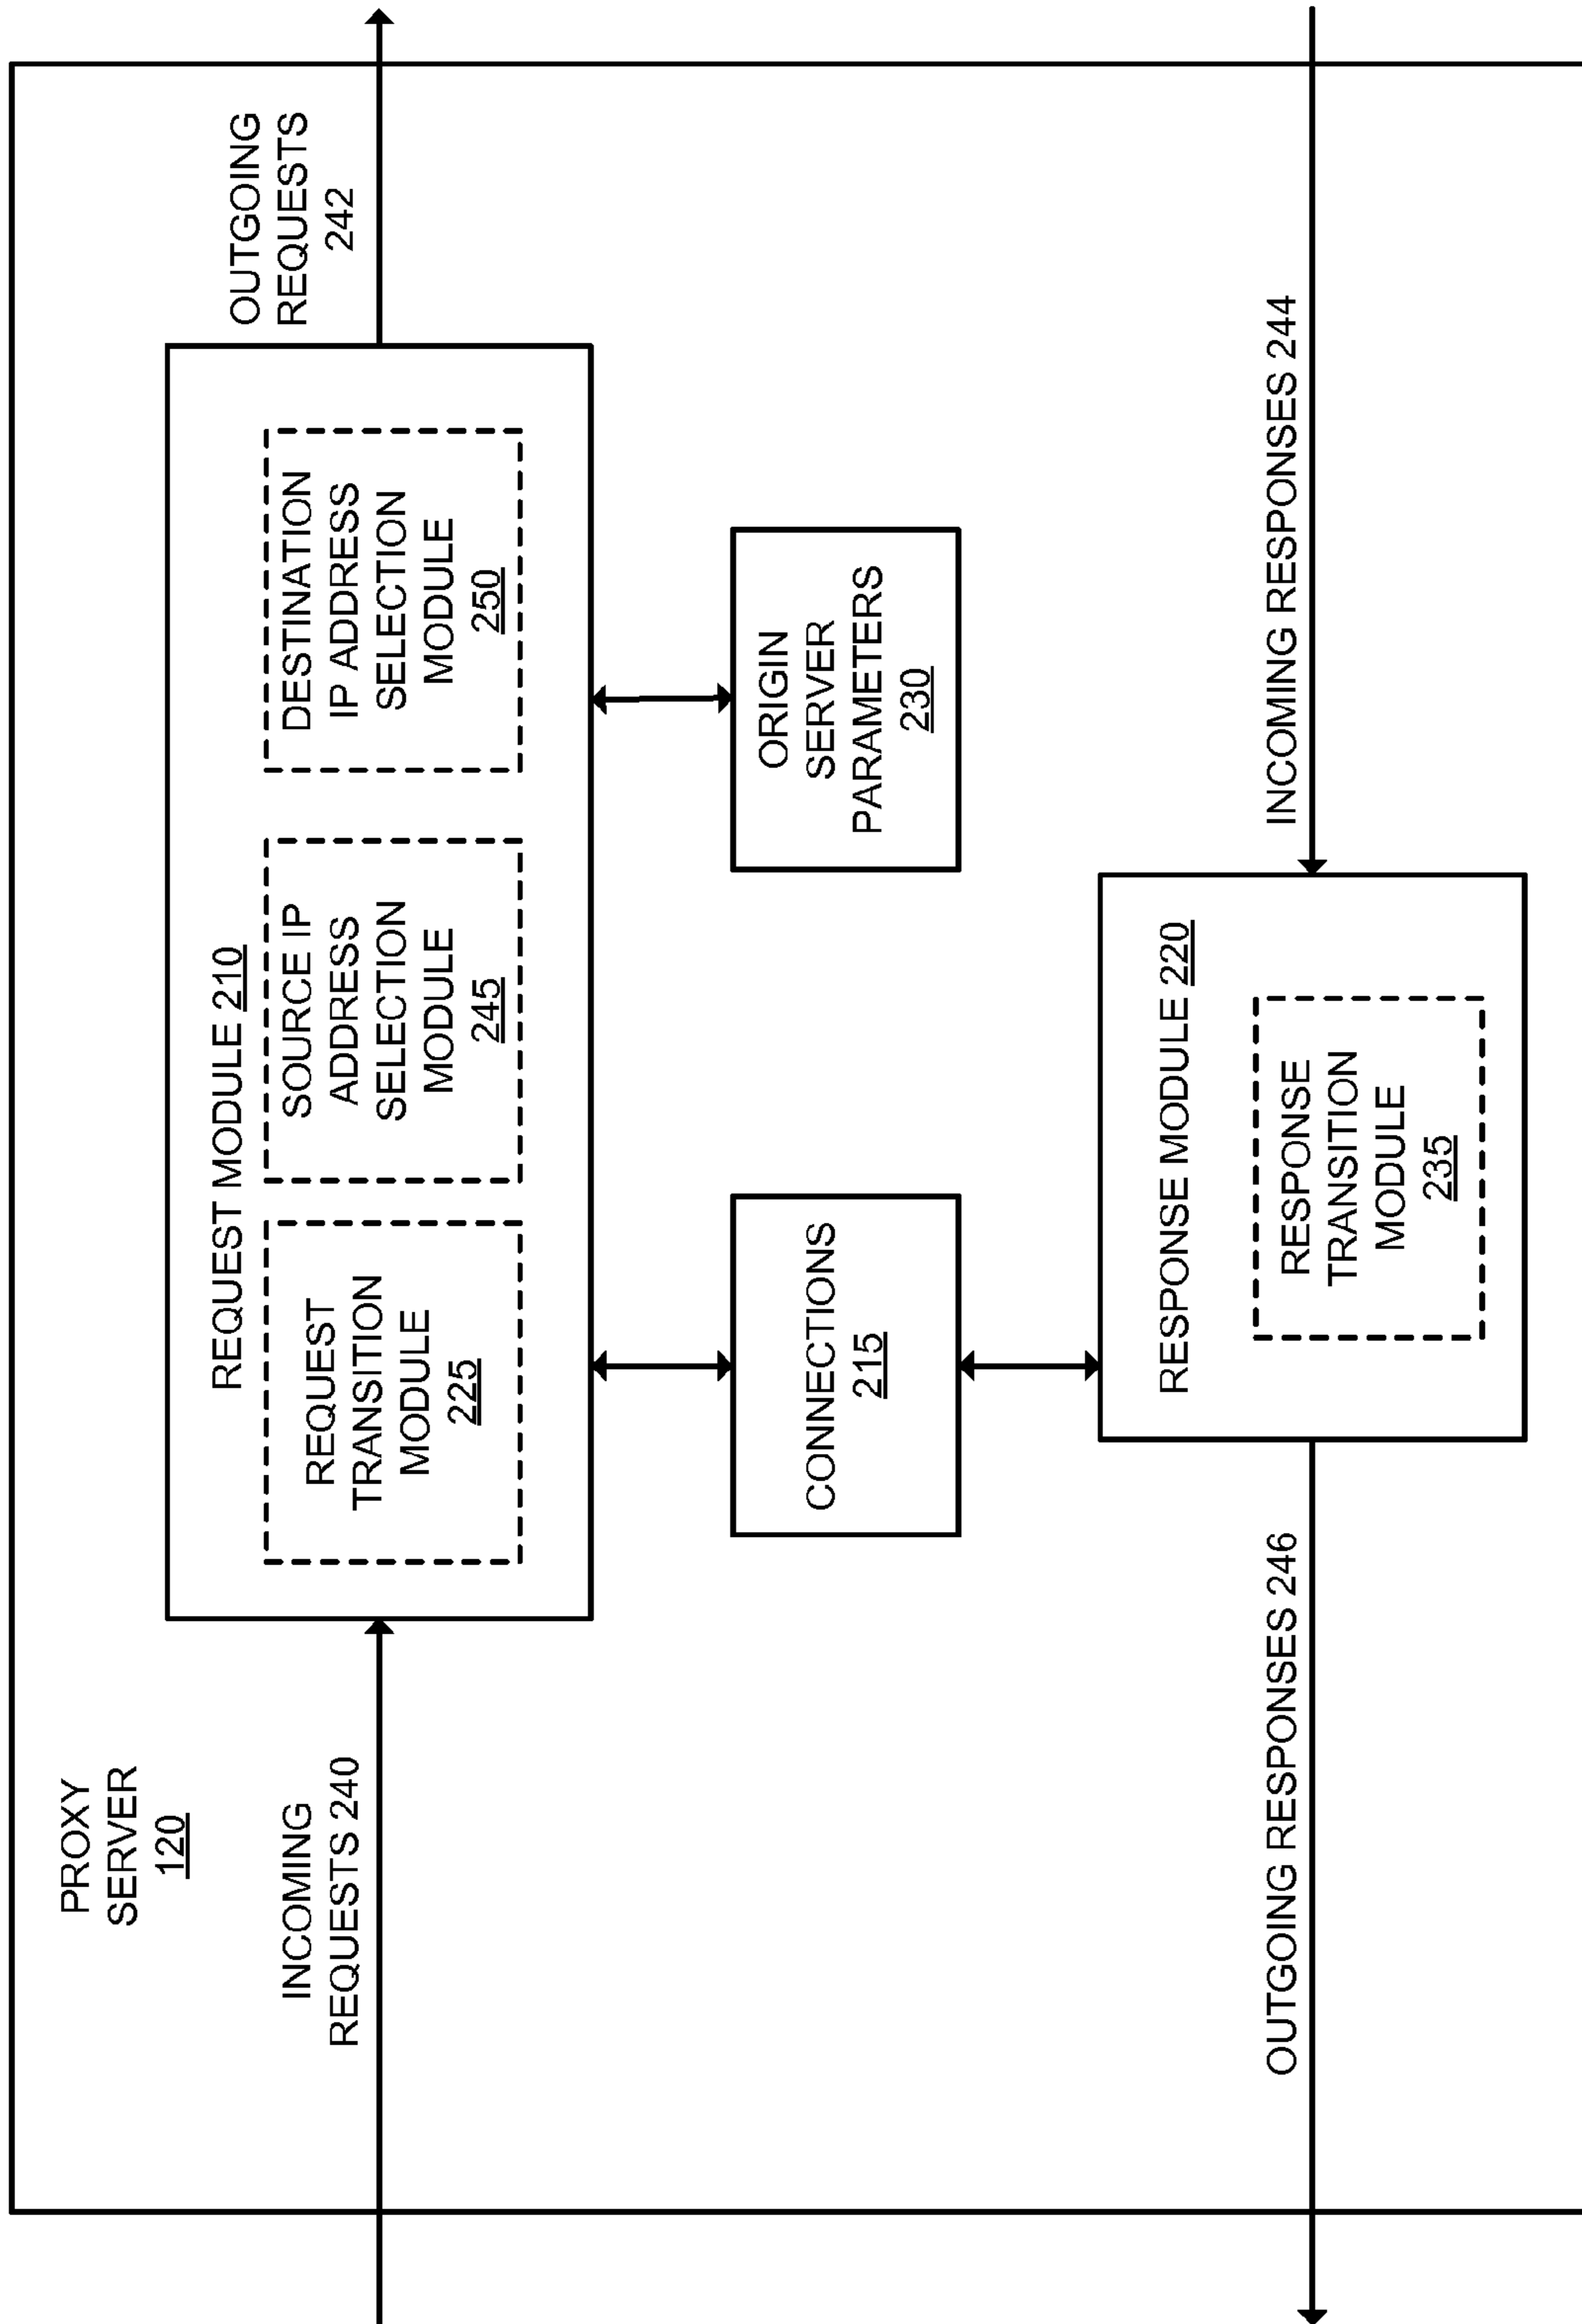 PROXY
SERVER
120
INCOMING
REQUESTS 240
REQUEST MODULE 210
REQUEST
TRANSITION
MODULE
225
SOURCE IP
ADDRESS
SELECTION
MODULE
245
DESTINATION
IP ADDRESS
SELECTION
MODULE
250
OUTGOING
REQUESTS
242
CONNECTIONS
215
ORIGIN
SERVER
PARAMETERS
230
RESPONSE MODULE 220
RESPONSE
TRANSITION
MODULE
235
OUTGOING RESPONSES 246
INCOMING RESPONSES 244